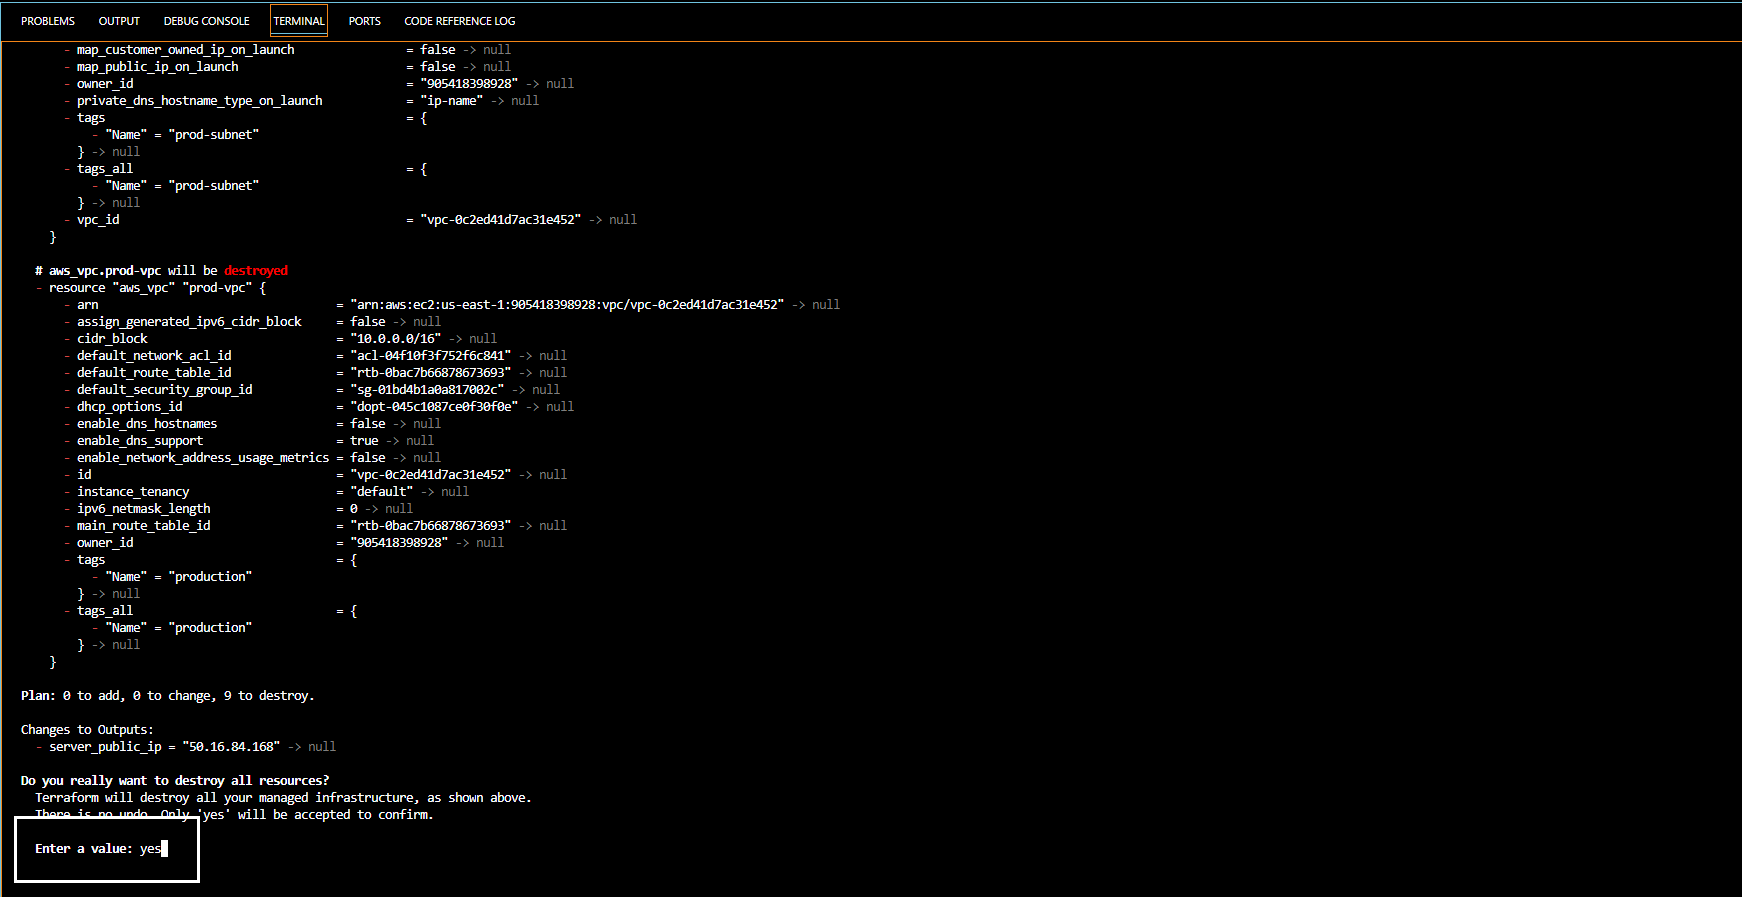 PROBLEMS OUTPUT DEBUG CONSOLE TERMINAL PORTS CODE REFERENCE LOG
- map_customer_owned_ip_on_launch = false -> null
- map_public_ip_on_launch = false -> null
- owner_id = "905418398928" -> null
- private_dns_hostname_type_on_launch = "ip-name" -> null
- tags = {
- "Name" = "prod-subnet"
} -> null
- tags_all = {
- "Name" = "prod-subnet"
} -> null
- vpc_id = "vpc-0c2ed41d7ac31e452" -> null
}
# aws_vpc.prod-vpc will be destroyed
- resource "aws_vpc" "prod-vpc" {
- arn = "arn:aws:ec2:us-east-1:905418398928:vpc/vpc-0c2ed41d7ac31e452" -> null
- assign_generated_ipv6_cidr_block = false -> null
- cidr_block = "10.0.0.0/16" -> null
- default_network_acl_id = "acl-04f10f3f752f6c841" -> null
- default_route_table_id = "rtb-0bac7b66878673693" -> null
- default_security_group_id = "sg-01bd4b1a0a817002c" -> null
- dhcp_options_id = "dopt-045c1087ce0f30f0e" -> null
- enable_dns_hostnames = false -> null
- enable_dns_support = true -> null
- enable_network_address_usage_metrics = false -> null
- id = "vpc-0c2ed41d7ac31e452" -> null
- instance_tenancy = "default" -> null
- ipv6_netmask_length = 0 -> null
- main_route_table_id = "rtb-0bac7b66878673693" -> null
- owner_id = "905418398928" -> null
- tags = {
- "Name" = "production"
} -> null
- tags_all = {
- "Name" = "production"
} -> null
}
Plan: 0 to add, 0 to change, 9 to destroy.
Changes to Outputs:
- server_public_ip = "50.16.84.168" -> null
Do you really want to destroy all resources?
Terraform will destroy all your managed infrastructure, as shown above.
There is no undo. Only 'yes' will be accepted to confirm.
Enter a value: yes